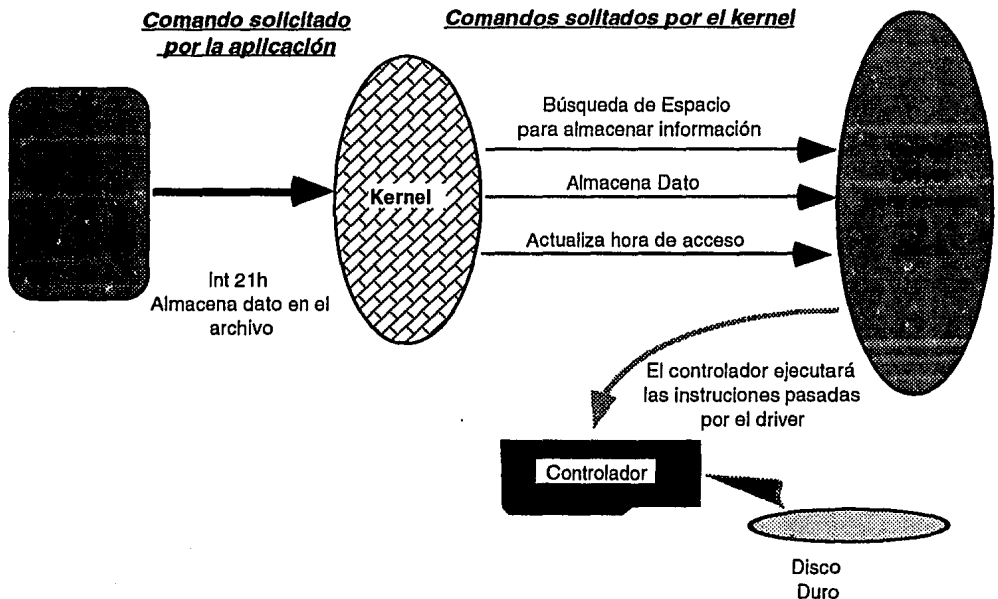 Comando solicitado
por la aplicación
Comandos solitados por el kernel
Búsqueda de Espacio
para almacenar información
Kernel
Almacena Dato
Actualiza hora de acceso
Int 21h
Almacena dato en el
archivo
El controlador ejecutará
las instruciones pasadas
por el driver
Controlador
Disco
Duro